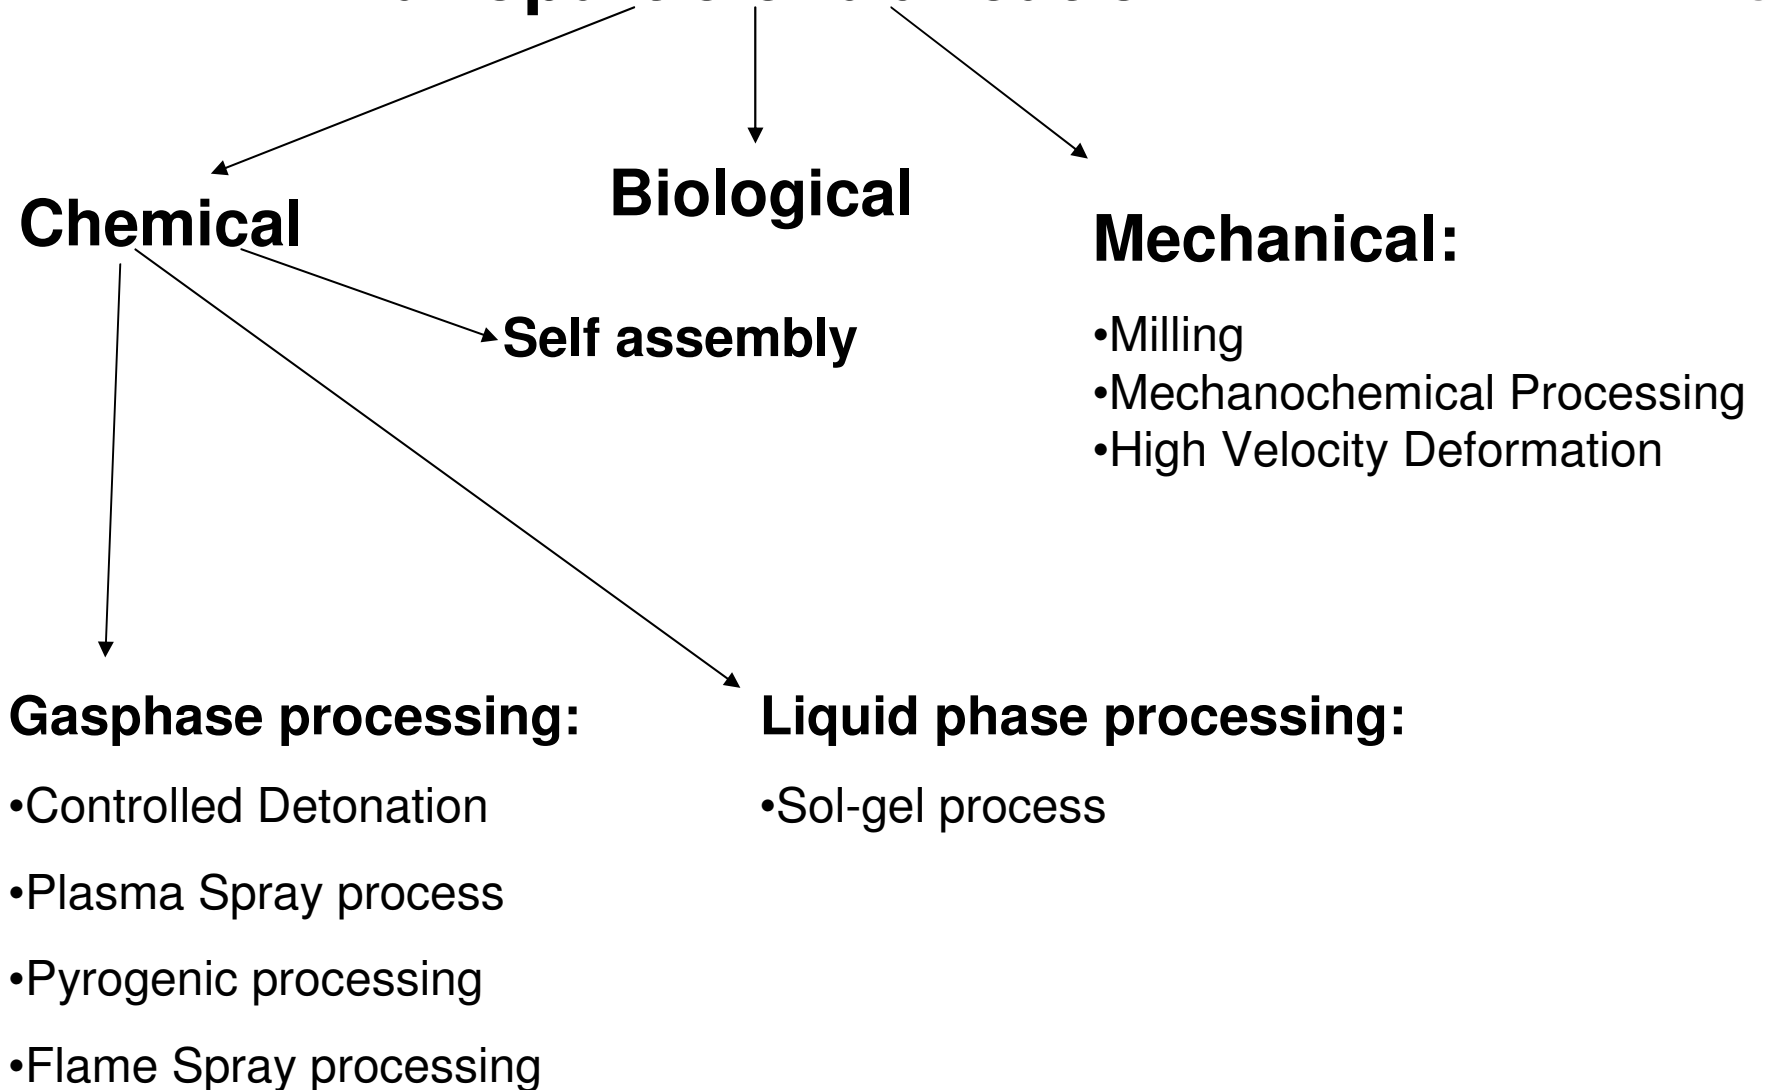 Biological
Chemical
Mechanical:
Self assembly
•Milling
•Mechanochemical Processing
•High Velocity Deformation
Gasphase processing:
•Controlled Detonation
•Plasma Spray process
•Pyrogenic processing
•Flame Spray processing
Liquid phase processing:
•Sol-gel process